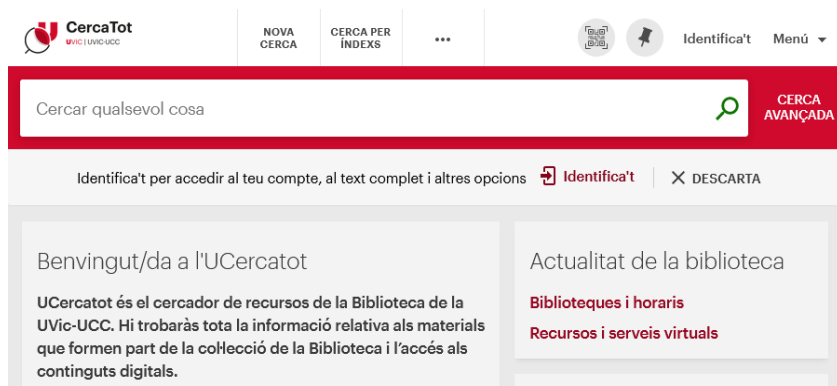 CercaTot
UVIC | UVIC-UCC
NOVA
CERCA
CERCA PER
ÍNDEXS
...
Identifica't
Menú
Cercar qualsevol cosa
CERCA
AVANÇADA
Identifica't per accedir al teu compte, al text complet i altres opcions
Identifica't
DESCARTA
Benvingut/da a l'UCercatot
UCercatot és el cercador de recursos de la Biblioteca de la
UVic-UCC. Hi trobaràs tota la informació relativa als materials
que formen part de la col·lecció de la Biblioteca i l’accés als
continguts digitals.
Actualitat de la biblioteca
Biblioteques i horaris
Recursos i serveis virtuals